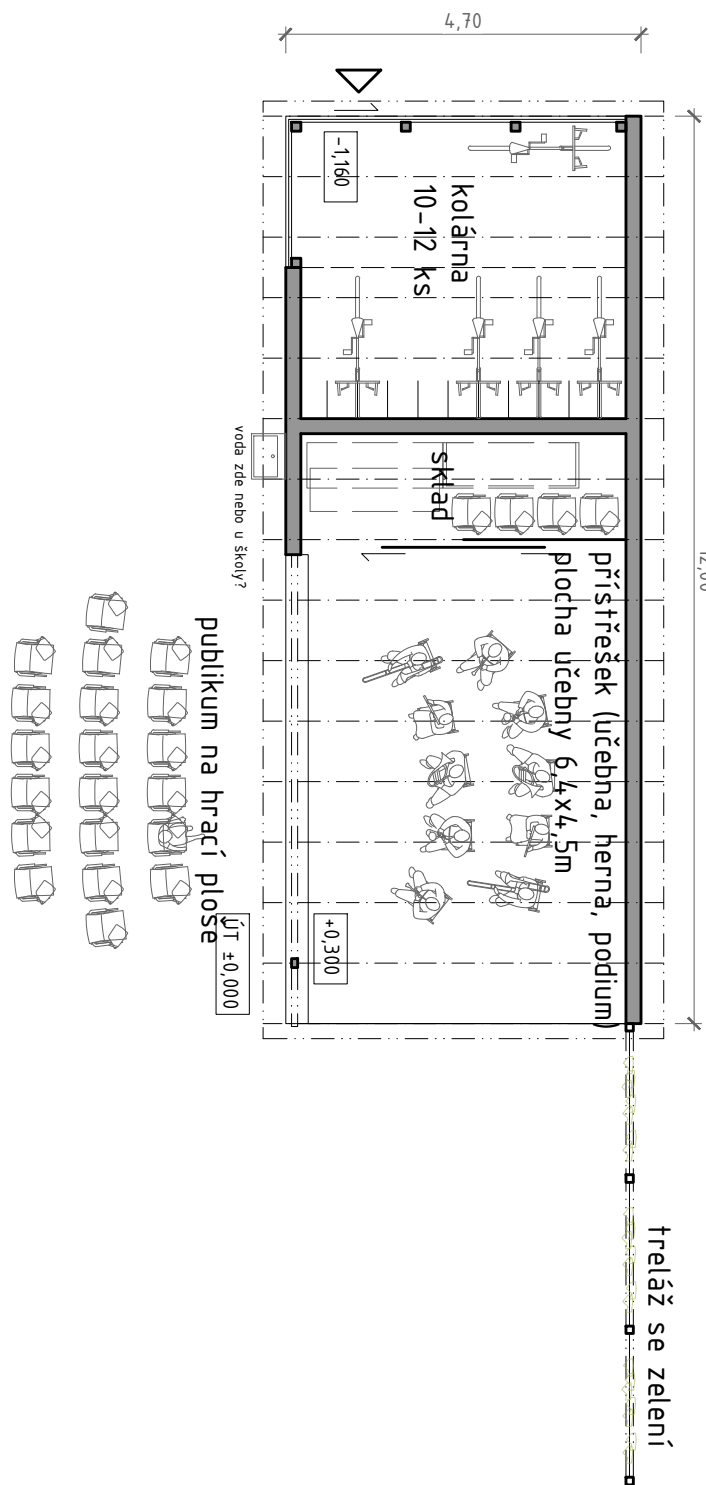 4,70
-1,160
kolárna
10-12 ks
voda zde nebo u školy?
sklad
přístřešek (učebna, herna, podium)
plocha učebny 6,4x4,5m
publikum na hrací ploše
+0,300
ÚT ±0,000
treláž se zelení